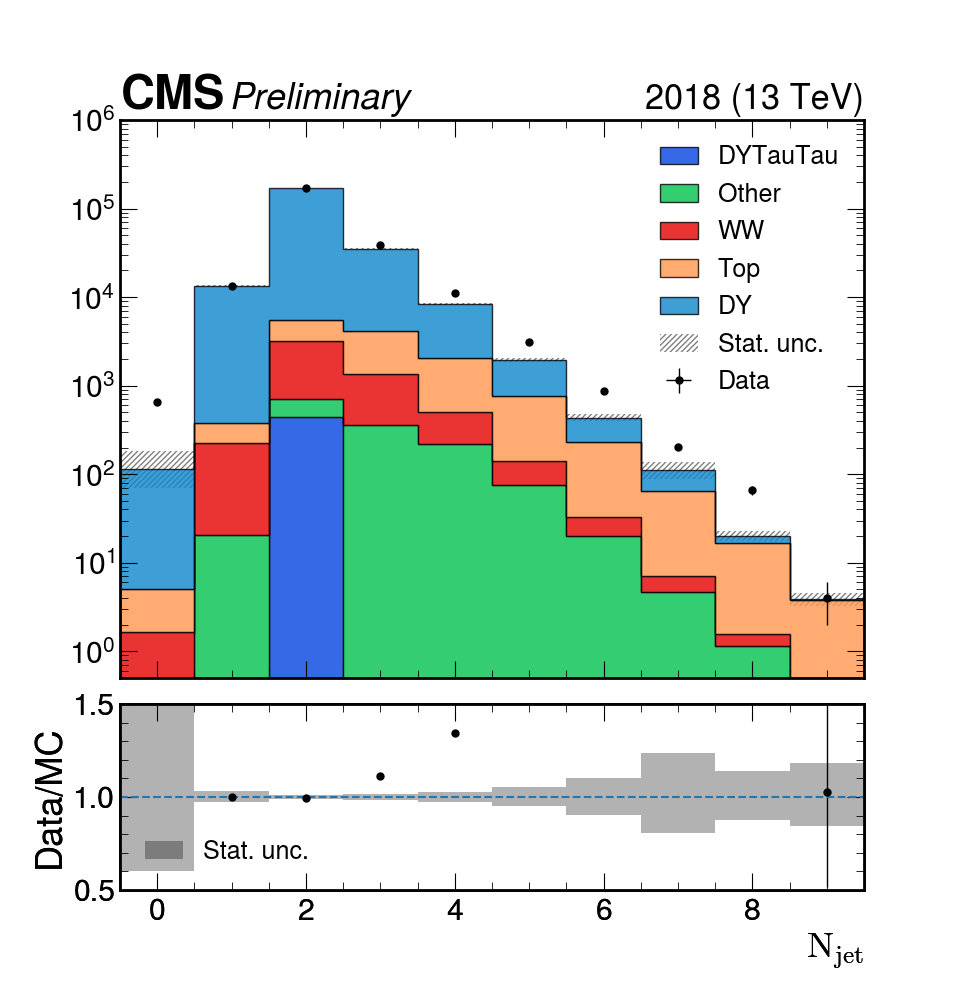 CMS Preliminary 2018 (13 TeV)
10^6
10^5
10^4
10^3
10^2
10^1
10^0
DYTauTau
Other
WW
Top
DY
Stat. unc.
Data
1.5
1.0
0.5
Data/MC
Stat. unc.
0 2 4 6 8
N_jet